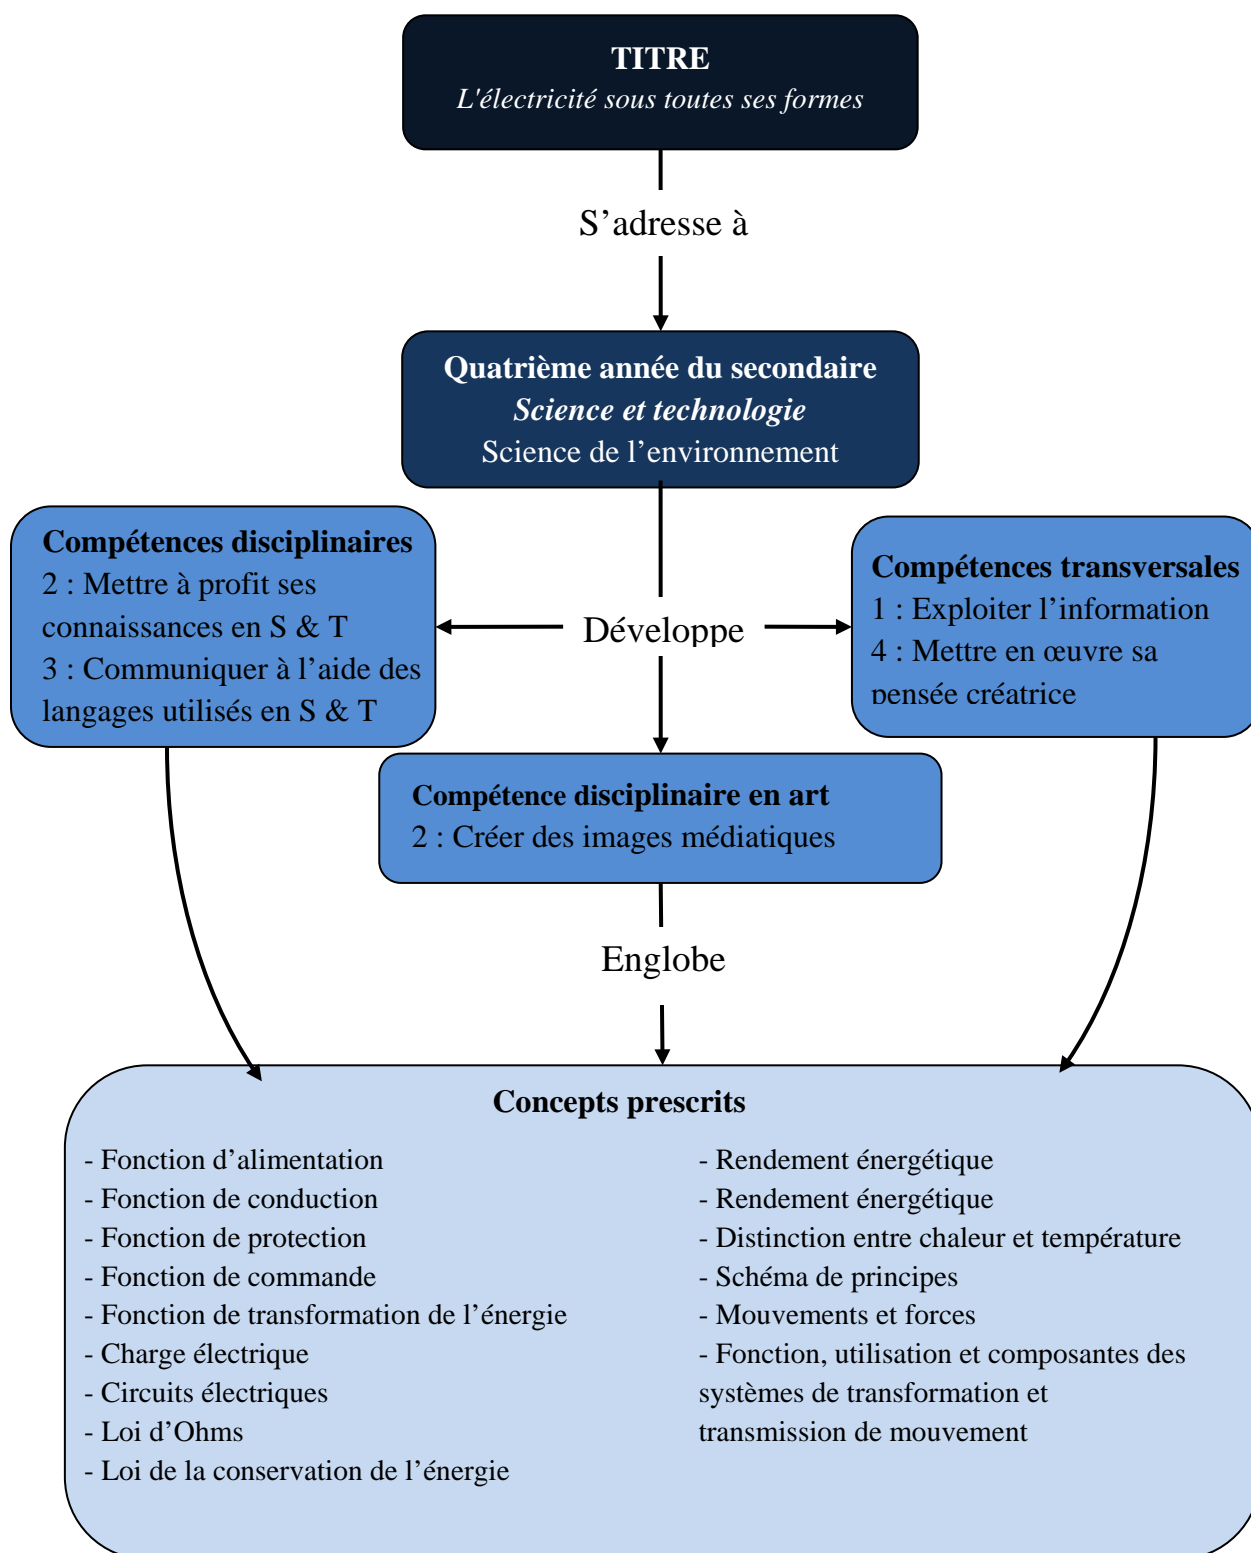 TITRE
L'électricité sous toutes ses formes
S’adresse à
Quatrième année du secondaire
Science et technologie
Science de l’environnement
Compétences disciplinaires
2 : Mettre à profit ses
connaissances en S & T
3 : Communiquer à l’aide des
langages utilisés en S & T
Développe
Compétences transversales
1 : Exploiter l’information
4 : Mettre en œuvre sa
pensée créatrice
Compétence disciplinaire en art
2 : Créer des images médiatiques
Englobe
Concepts prescrits
- Fonction d’alimentation
- Fonction de conduction
- Fonction de protection
- Fonction de commande
- Fonction de transformation de l’énergie
- Charge électrique
- Circuits électriques
- Loi d’Ohms
- Loi de la conservation de l’énergie
- Rendement énergétique
- Rendement énergétique
- Distinction entre chaleur et température
- Schéma de principes
- Mouvements et forces
- Fonction, utilisation et composantes des
systèmes de transformation et
transmission de mouvement